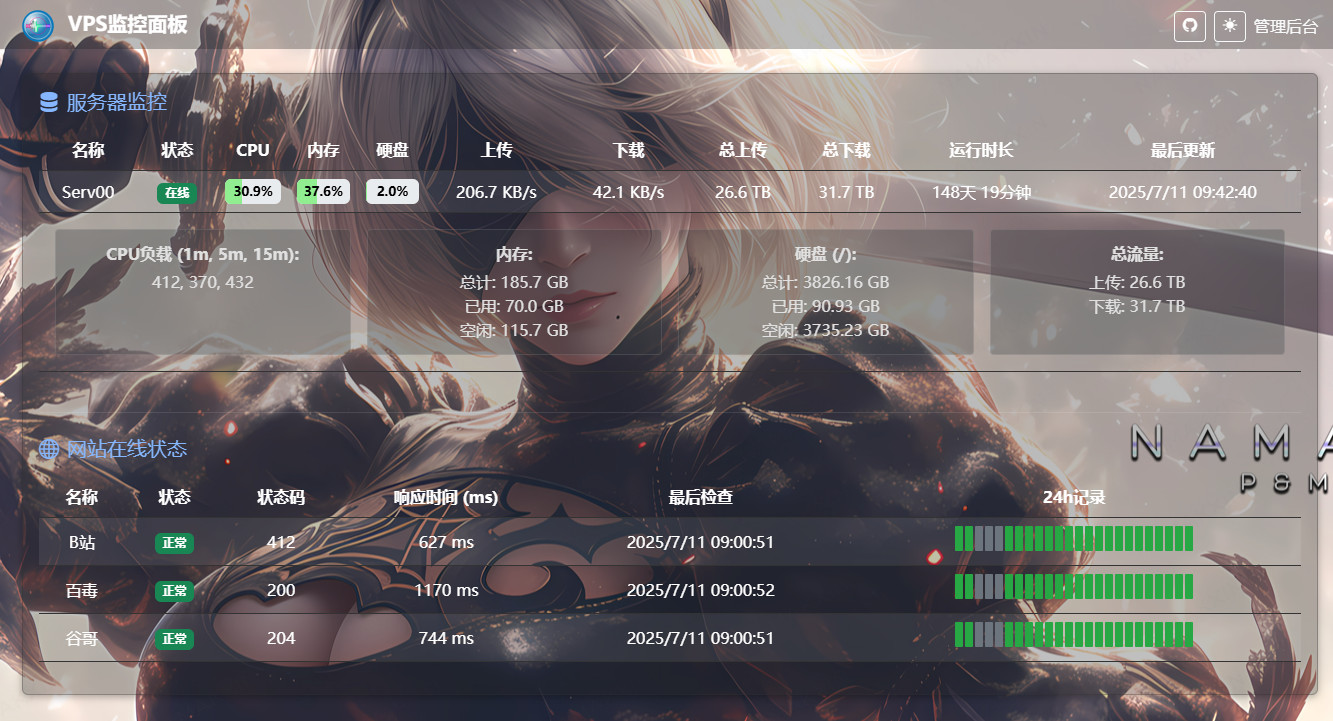 VPS监控面板
管理后台
服务器监控
名称 状态 CPU 内存 硬盘 上传 下载 总上传 总下载 运行时长 最后更新
Serv00 在线 30.9% 37.6% 2.0% 206.7 KB/s 42.1 KB/s 26.6 TB 31.7 TB 148天 19分钟 2025/7/11 09:42:40
CPU负载 (1m, 5m, 15m):
412, 370, 432
内存:
总计: 185.7 GB
已用: 70.0 GB
空闲: 115.7 GB
硬盘 (/):
总计: 3826.16 GB
已用: 90.93 GB
空闲: 3735.23 GB
总流量:
上传: 26.6 TB
下载: 31.7 TB
网站在线状态
NAMA
P & M
名称 状态 状态码 响应时间 (ms) 最后检查 24h记录
B站 正常 412 627 ms 2025/7/11 09:00:51
百毒 正常 200 1170 ms 2025/7/11 09:00:52
谷哥 正常 204 744 ms 2025/7/11 09:00:51